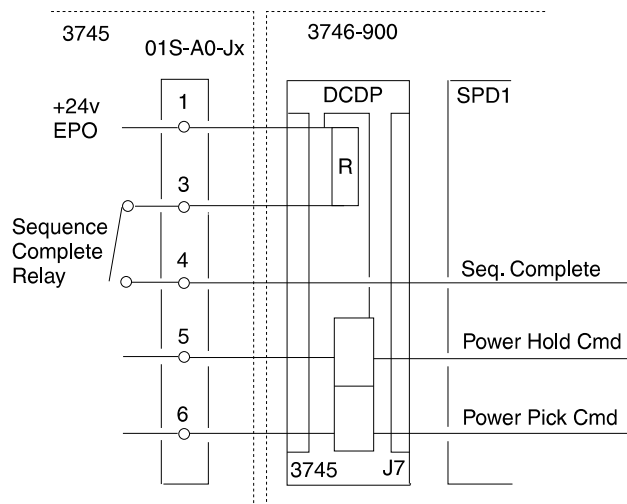 3745
3746-900
01S-A0-Jx
DCDP
SPD1
+24v
EPO
1
R
3
Sequence
Complete
Relay
4
Seq. Complete
5
Power Hold Cmd
6
Power Pick Cmd
3745
J7